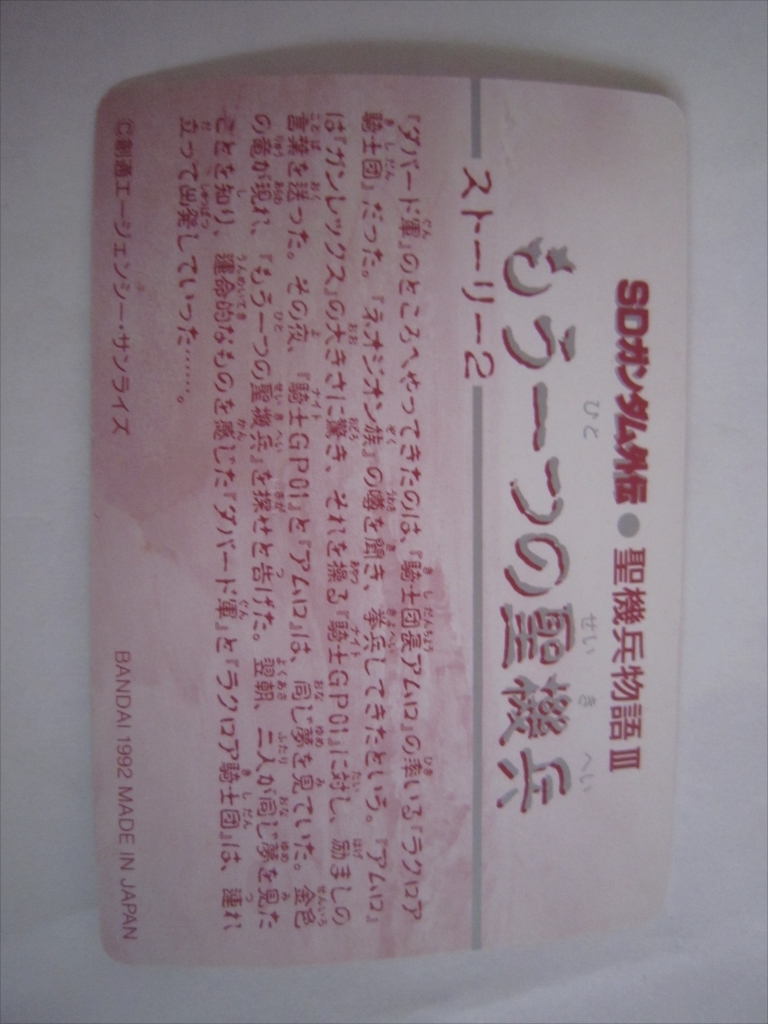 SDガンダム外伝●聖機兵物語Ⅲ
もう一つの聖機兵
ストーリー2
『ダバード軍』のところへやってきたのは、『騎士団長アムロ』の率いる『ラクロア
騎士団』だった。『ネオジオン族』の噂を聞き、挙兵してきたという。『アムロ』
は『ガンレックス』の大きさに驚き、それを操る『騎士GP01』に対し、励ましの
言葉を送った。その夜、『騎士GP01』と『アムロ』は、同じ夢を見ていた。金色
の竜が現れ、『もう一つの聖機兵』を探せと告げた。翌朝、二人が同じ夢を見た
ことを知り、運命的なものを感じた『ダバード軍』と『ラクロア騎士団』は、連れ
立って出発していった……。
©創通エージェンシー・サンライズ BANDAI 1992 MADE IN JAPAN